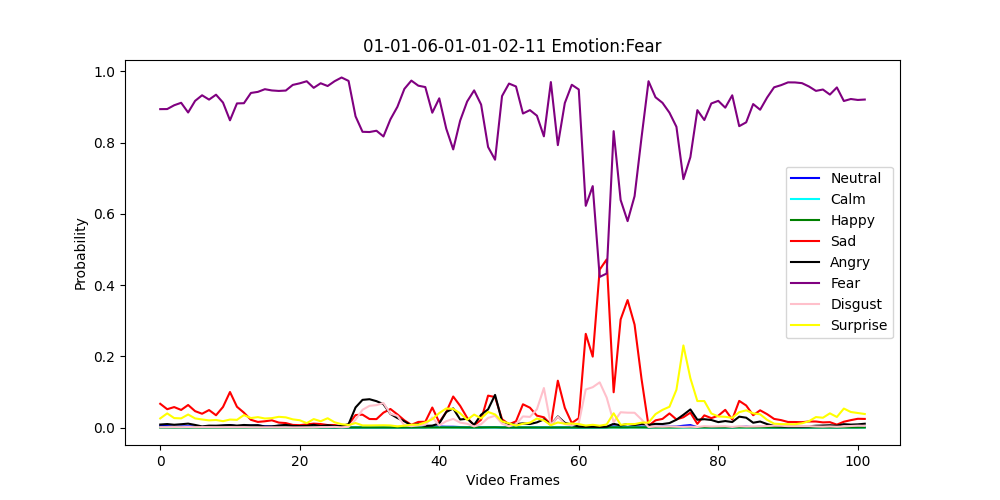 01-01-06-01-01-02-11 Emotion:Fear
1.0
0.8
0.6
0.4
0.2
0.0
Probability
0
20
40
60
80
100
Video Frames
Neutral
Calm
Happy
Sad
Angry
Fear
Disgust
Surprise